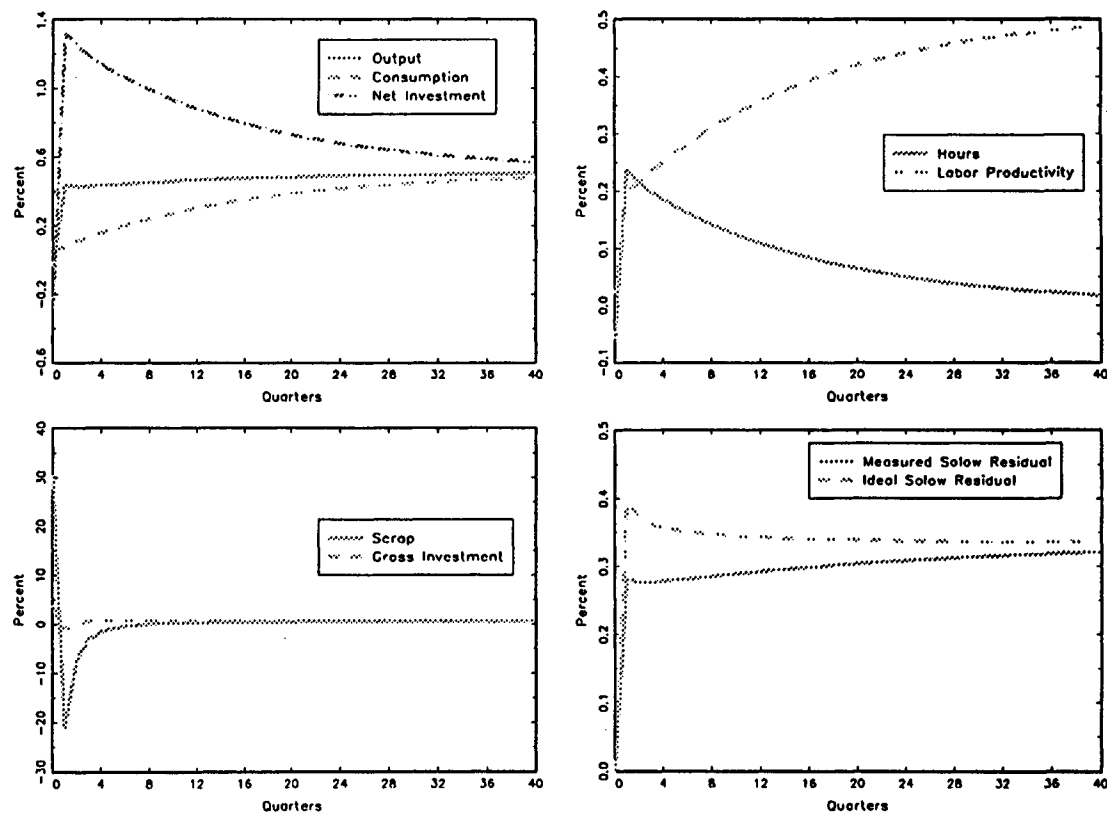 1.4
1.0
0.6
0.2
−0.2
−0.6
Percent
Output
Consumption
Net Investment
0 4 8 12 16 20 24 28 32 36 40
Quarters
0.5
0.4
0.3
0.2
0.1
0.0
−0.1
Percent
Hours
Labor Productivity
0 4 8 12 16 20 24 28 32 36 40
Quarters
40
30
20
10
0
−10
−20
−30
Percent
Scrap
Gross Investment
0 4 8 12 16 20 24 28 32 36 40
Quarters
0.5
0.4
0.3
0.2
0.1
0.0
Percent
Measured Solow Residual
Ideal Solow Residual
0 4 8 12 16 20 24 28 32 36 40
Quarters